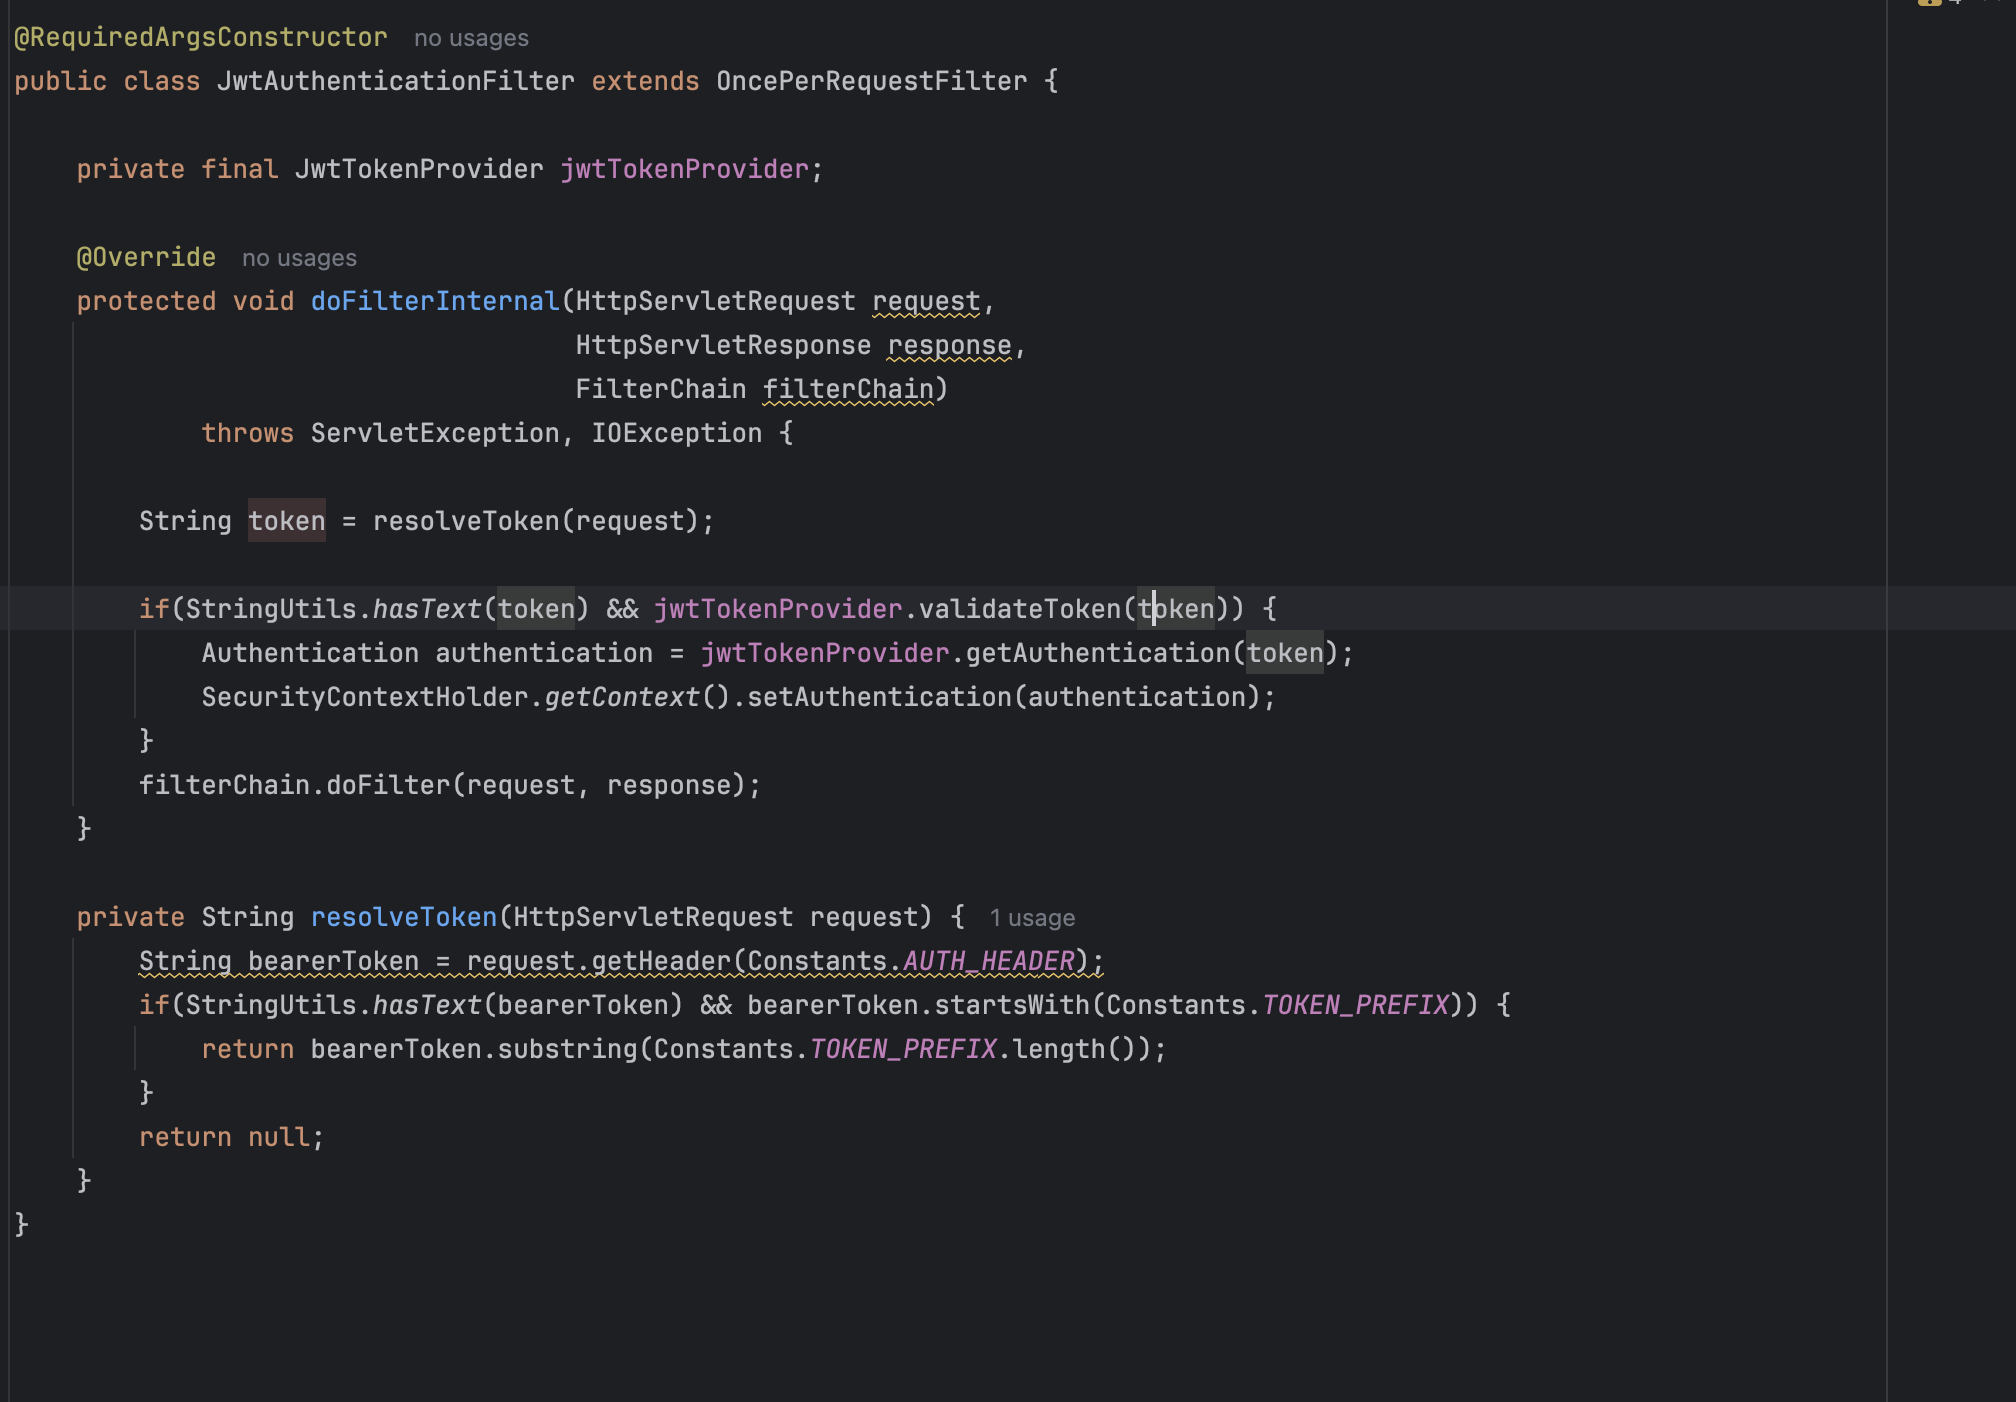 @RequiredArgsConstructor no usages
public class JwtAuthenticationFilter extends OncePerRequestFilter {
private final JwtTokenProvider jwtTokenProvider;
@Override no usages
protected void doFilterInternal(HttpServletRequest request,
HttpServletResponse response,
FilterChain filterChain)
throws ServletException, IOException {
String token = resolveToken(request);
if(StringUtils.hasText(token) && jwtTokenProvider.validateToken(token)) {
Authentication authentication = jwtTokenProvider.getAuthentication(token);
SecurityContextHolder.getContext().setAuthentication(authentication);
}
filterChain.doFilter(request, response);
}
private String resolveToken(HttpServletRequest request) { 1 usage
String bearerToken = request.getHeader(Constants.AUTH_HEADER);
if(StringUtils.hasText(bearerToken) && bearerToken.startsWith(Constants.TOKEN_PREFIX)) {
return bearerToken.substring(Constants.TOKEN_PREFIX.length());
}
return null;
}
}